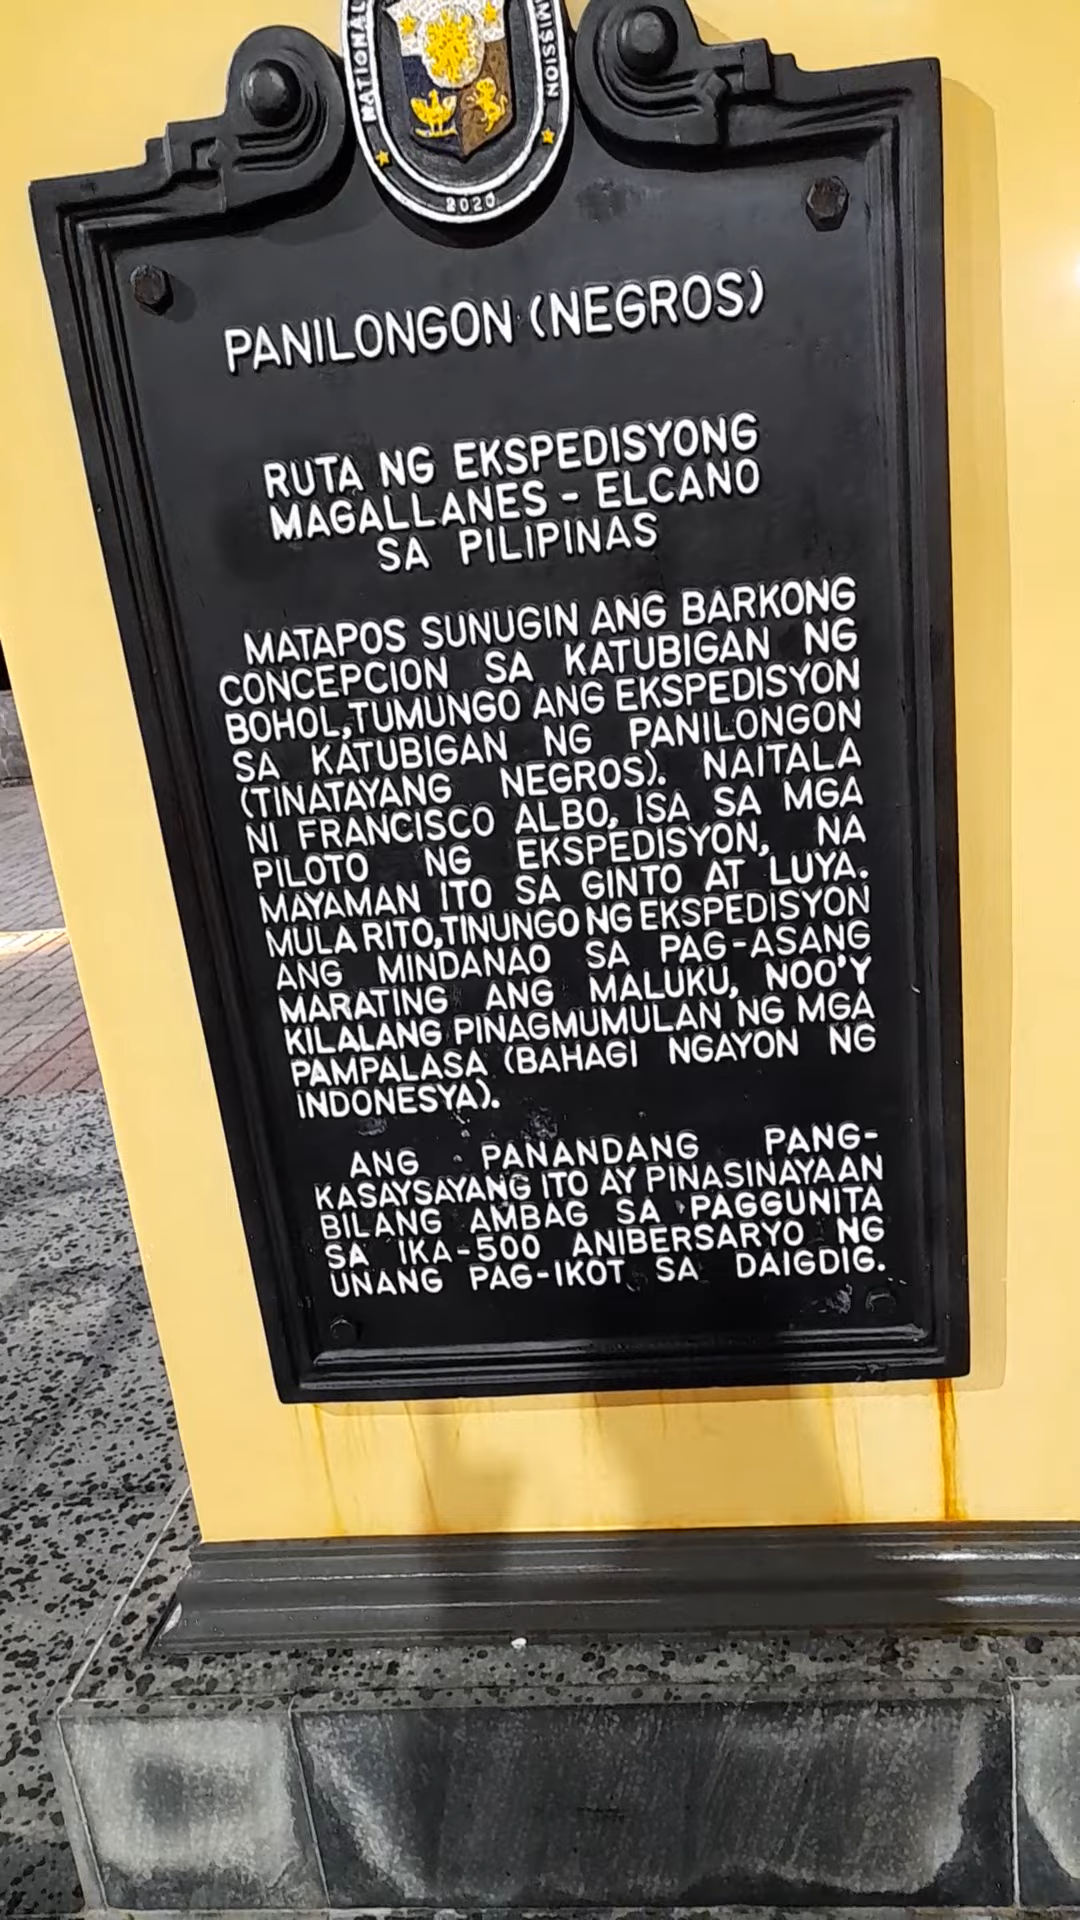 NATIONAL
MMISSION
2020
PANILONGON (NEGROS)
RUTA NG EKSPEDISYONG
MAGALLANES - ELCANO
SA PILIPINAS
MATAPOS SUNUGIN ANG BARKONG
CONCEPCION SA KATUBIGAN NG
BOHOL, TUMUNGO ANG EKSPEDISYON
SA KATUBIGAN NG PANILONGON
(TINATAYANG NEGROS). NAITALA
NI FRANCISCO ALBO, ISA SA MGA
PILOTO NG EKSPEDISYON, NA
MAYAMAN ITO SA GINTO AT LUYA.
MULA RITO, TINUNGO NG EKSPEDISYON
ANG MINDANAO SA PAG-ASANG
MARATING ANG MALUKU, NOO'Y
KILALANG PINAGMUMULAN NG MGA
PAMPALASA (BAHAGI NGAYON NG
INDONESYA).
ANG PANANDANG PANG-
KASAYSAYANG ITO AY PINASINAYAAN
BILANG AMBAG SA PAGGUNITA
SA IKA-500 ANIBERSARYO NG
UNANG PAG-IKOT SA DAIGDIG.